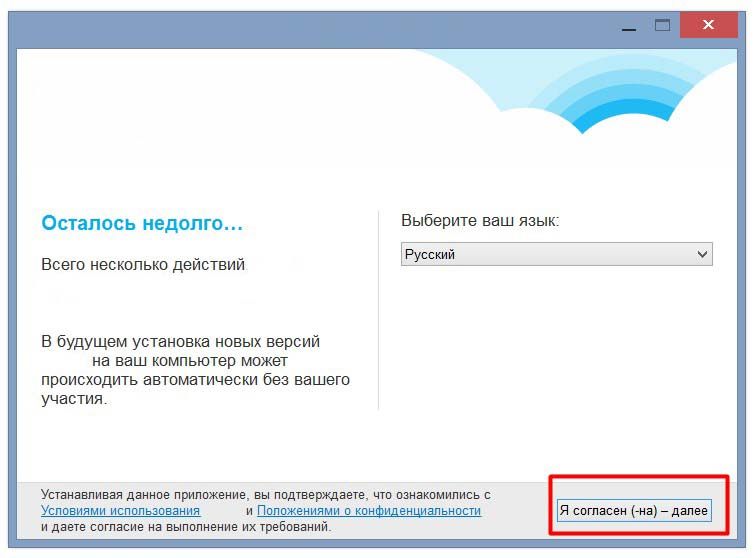 Осталось недолго...
Всего несколько действий
В будущем установка новых версий
на ваш компьютер может
происходить автоматически без вашего
участия.
Выберите ваш язык:
Русский
Устанавливая данное приложение, вы подтверждаете, что ознакомились с
Условиями использования и Положениями о конфиденциальности
и даете согласие на выполнение их требований.
Я согласен (-на) – далее